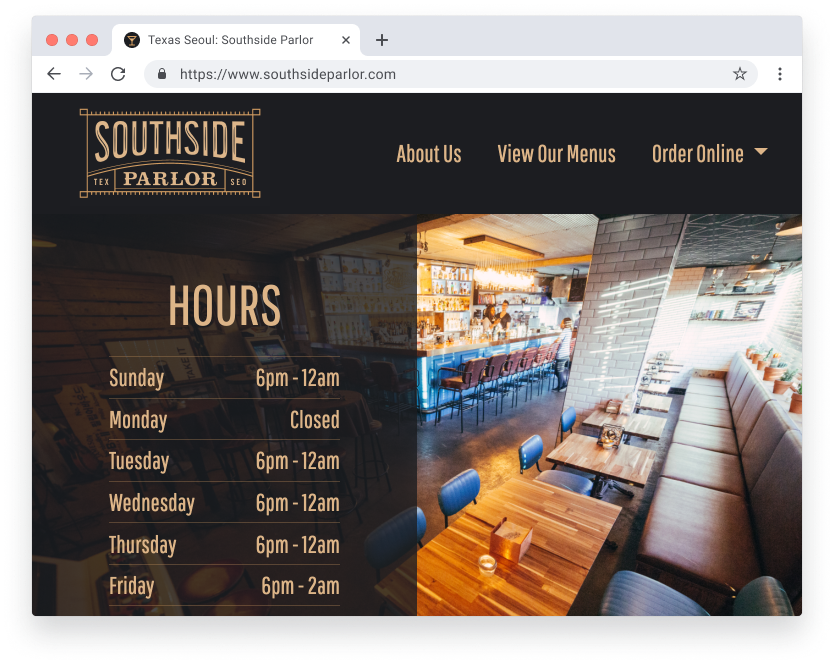 Texas Seoul: Southside Parlor
https://www.southsideparlor.com
SOUTHSIDE
TEX PARLOR SEO
About Us View Our Menus Order Online
HOURS
Sunday 6pm - 12am
Monday Closed
Tuesday 6pm - 12am
Wednesday 6pm - 12am
Thursday 6pm - 12am
Friday 6pm - 2am